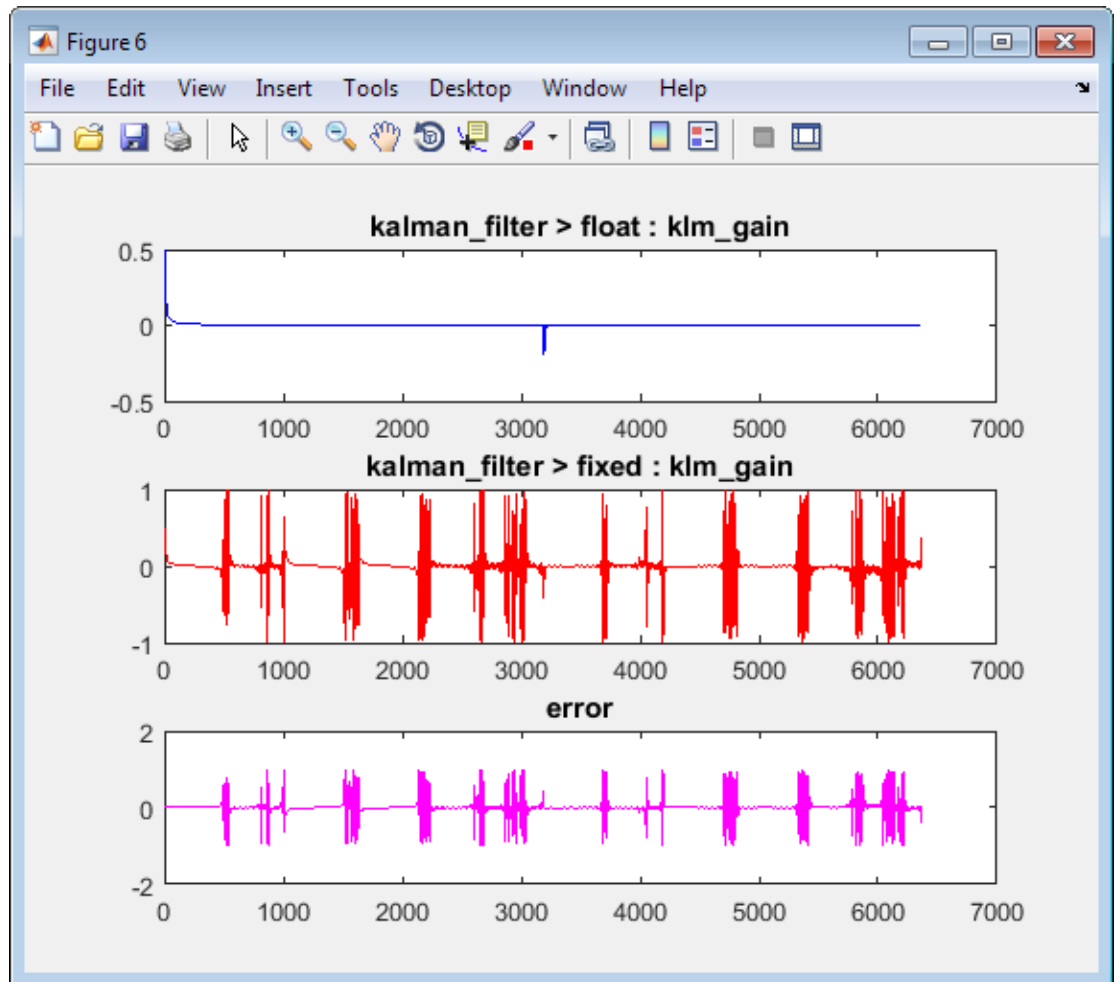 Figure 6
File Edit View Insert Tools Desktop Window Help
kalman_filter > float : klm_gain
0.5
0
-0.5
0 1000 2000 3000 4000 5000 6000 7000
kalman_filter > fixed : klm_gain
1
0
-1
0 1000 2000 3000 4000 5000 6000 7000
error
2
0
-2
0 1000 2000 3000 4000 5000 6000 7000